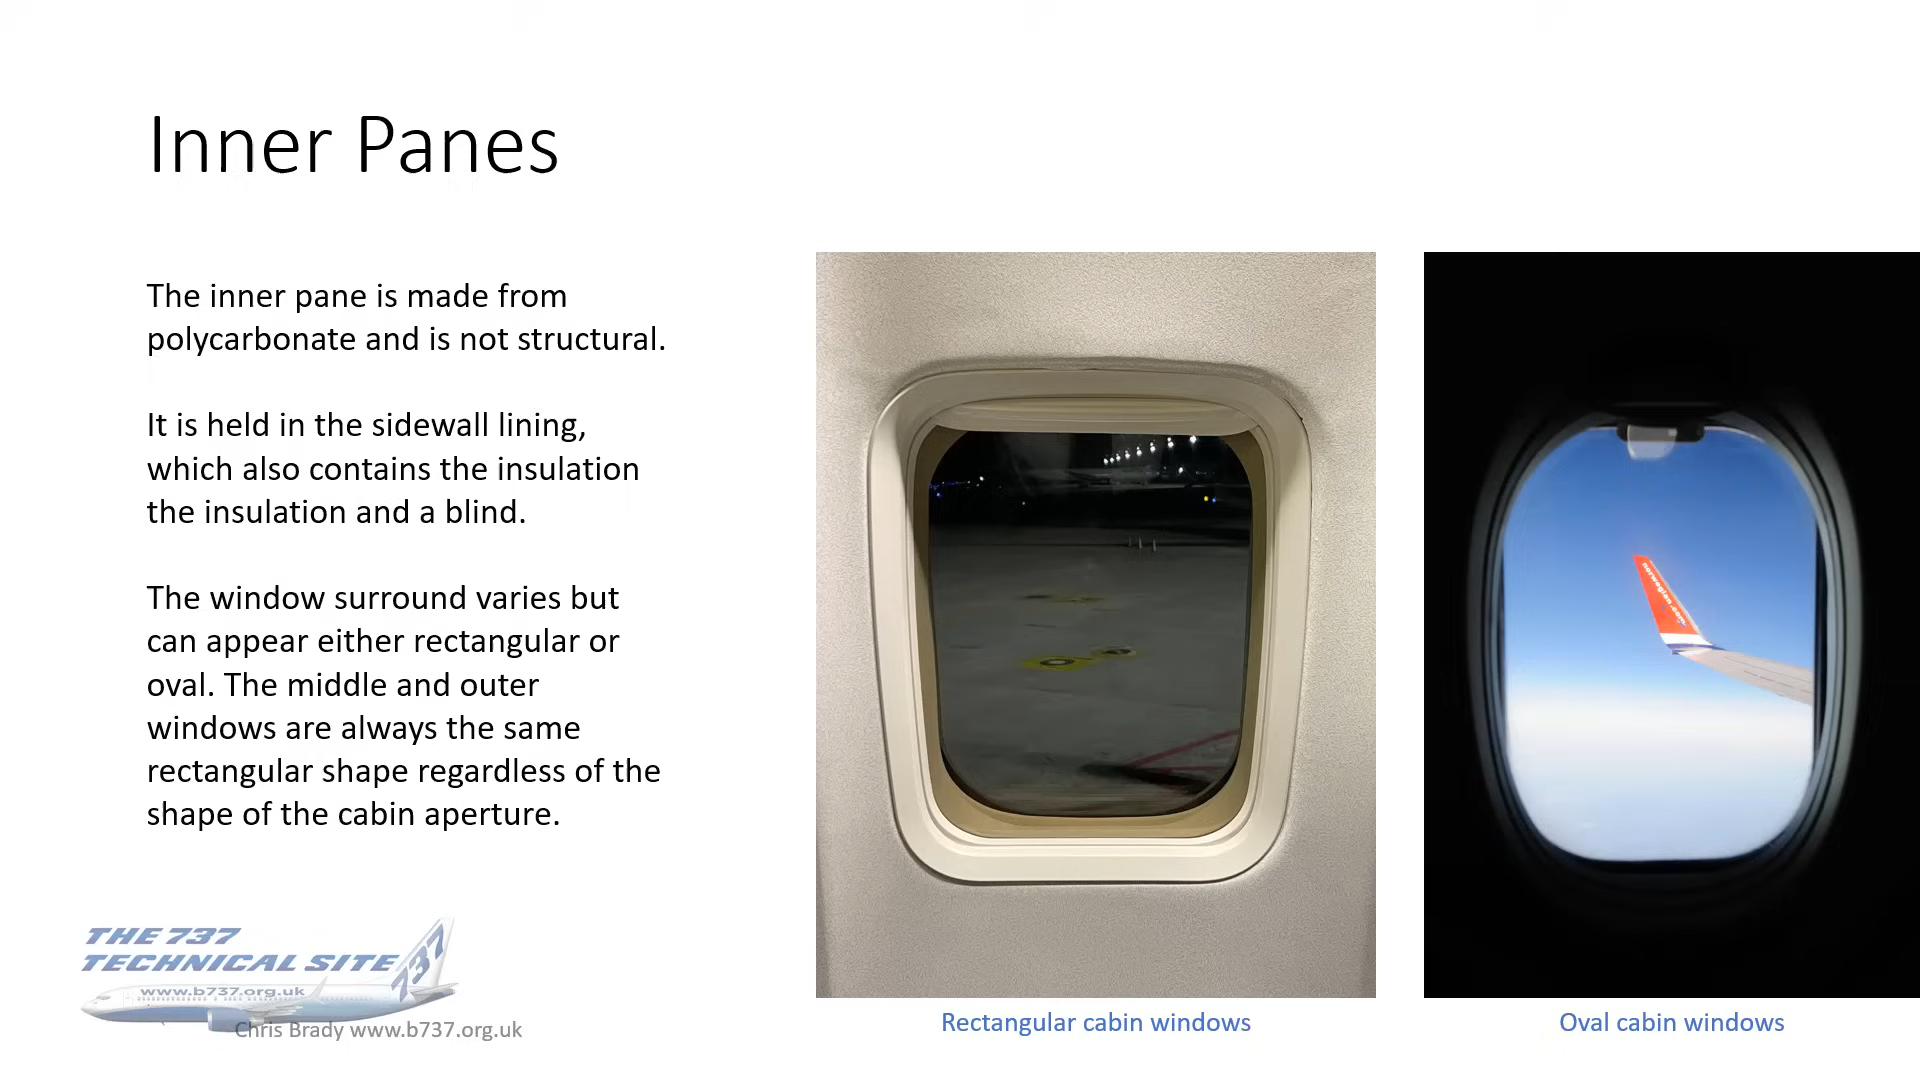 Inner Panes
The inner pane is made from
polycarbonate and is not structural.
It is held in the sidewall lining,
which also contains the insulation
the insulation and a blind.
The window surround varies but
can appear either rectangular or
oval. The middle and outer
windows are always the same
rectangular shape regardless of the
shape of the cabin aperture.
norwegian.com
THE 737
TECHNICAL SITE
737
www.b737.org.uk
Chris Brady www.b737.org.uk
Rectangular cabin windows
Oval cabin windows